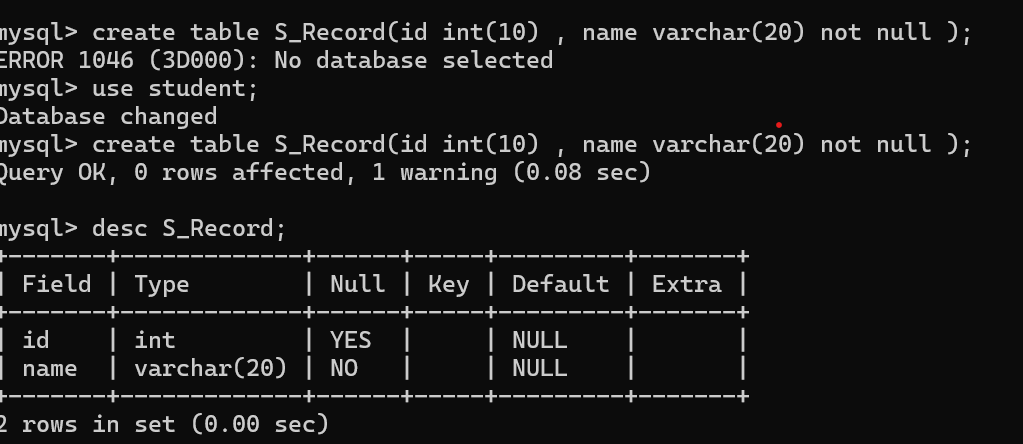 mysql> create table S_Record(id int(10) , name varchar(20) not null );
ERROR 1046 (3D000): No database selected
mysql> use student;
Database changed
mysql> create table S_Record(id int(10) , name varchar(20) not null );
Query OK, 0 rows affected, 1 warning (0.08 sec)
mysql> desc S_Record;
+-------+-------------+------+-----+---------+-------+
| Field | Type        | Null | Key | Default | Extra |
+-------+-------------+------+-----+---------+-------+
| id    | int         | YES  |     | NULL    |       |
| name  | varchar(20) | NO   |     | NULL    |       |
+-------+-------------+------+-----+---------+-------+
2 rows in set (0.00 sec)